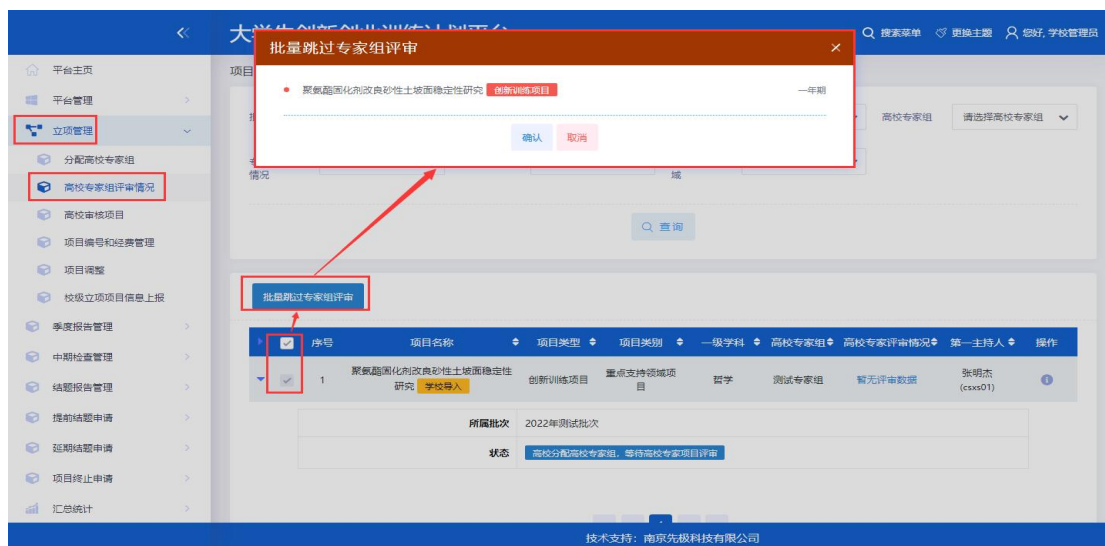 大学生创新创业训练计划平台
搜索菜单 更换主题 您好, 学校管理员
批量跳过专家组评审 ×
聚氨酯固化剂改良砂性土坡面稳定性研究 创新训练项目 一年期
确认 取消
平台主页
平台管理
立项管理
分配高校专家组
高校专家组评审情况
高校审核项目
项目编号和经费管理
项目调整
校级立项项目信息上报
季度报告管理
中期检查管理
结题报告管理
提前结题申请
延期结题申请
项目终止申请
汇总统计
项目
高校专家组 请选择高校专家组
情况 域
查询
批量跳过专家组评审
序号 项目名称 项目类型 项目类别 一级学科 高校专家组 高校专家评审情况 第一主持人 操作
1 聚氨酯固化剂改良砂性土坡面稳定性 创新训练项目 重点支持领域项 哲学 测试专家组 暂无评审数据 张明杰
研究 学校导入 目 (csxs01)
所属批次 2022年测试批次
状态 高校分配高校专家组, 等待高校专家项目评审
技术支持: 南京先极科技有限公司